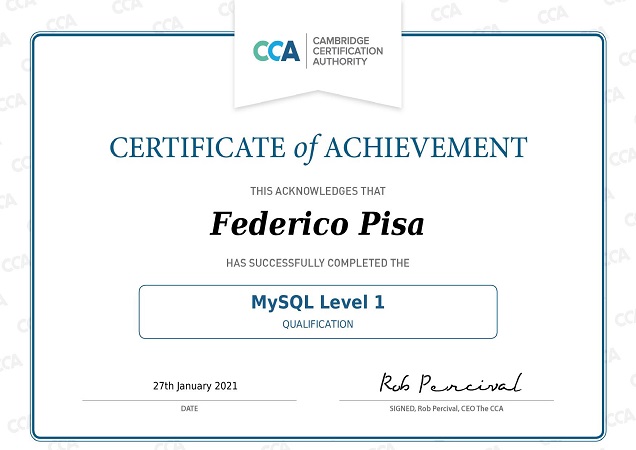 CCA
CAMBRIDGE
CERTIFICATION
AUTHORITY
CERTIFICATE of ACHIEVEMENT
THIS ACKNOWLEDGES THAT
Federico Pisa
HAS SUCCESSFULLY COMPLETED THE
MySQL Level 1
QUALIFICATION
27th January 2021
Rob Percival
DATE
SIGNED, Rob Percival, CEO The CCA